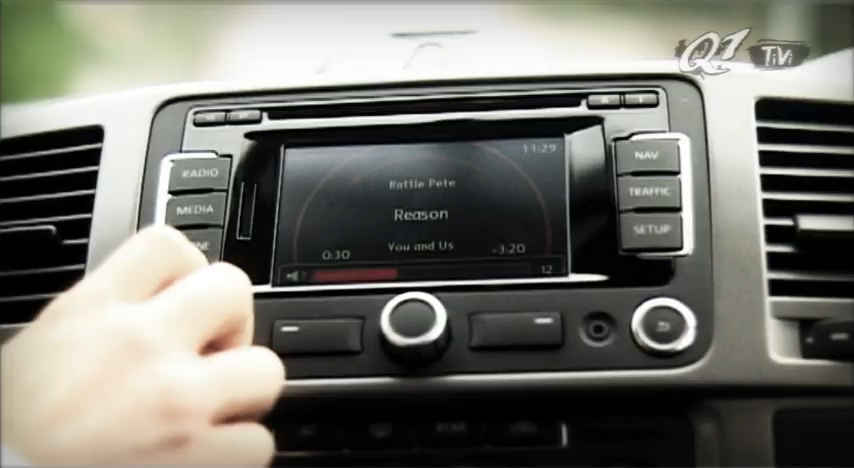 Q1 TiVi
11:29
RADIO
MEDIA
NAV
TRAFFIC
SETUP
Rattle Pete
Reason
You and Us
0:30
-3:20
12